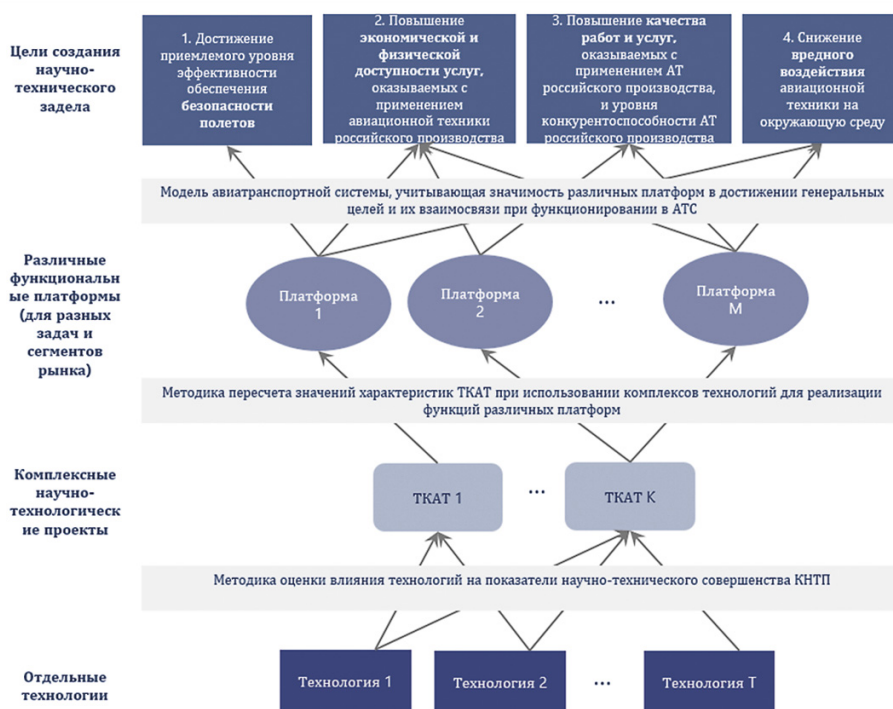 Цели создания
научно-
технического
задела
1. Достижение
приемлемого уровня
эффективности
обеспечения
безопасности
полетов
2. Повышение
экономической и
физической
доступности услуг,
оказываемых с
применением
авиационной техники
российского производства
3. Повышение качества
работ и услуг,
оказываемых с
применением АТ
российского производства,
и уровня
конкурентоспособности АТ
российского производства
4. Снижение
вредного
воздействия
авиационной
техники на
окружающую среду
Модель авиатранспортной системы, учитывающая значимость различных платформ в достижении генеральных
целей и их взаимосвязи при функционировании в АТС
Различные
функциональн
ые платформы
(для разных
задач и
сегментов
рынка)
Платформа
1
Платформа
2
...
Платформа
М
Методика пересчета значений характеристик ТКАТ при использовании комплексов технологий для реализации
функций различных платформ
Комплексные
научно-
технологическ
ие проекты
ТКАТ 1
...
ТКАТ К
Методика оценки влияния технологий на показатели научно-технического совершенства КНТП
Отдельные
технологии
Технология 1
Технология 2
...
Технология Т